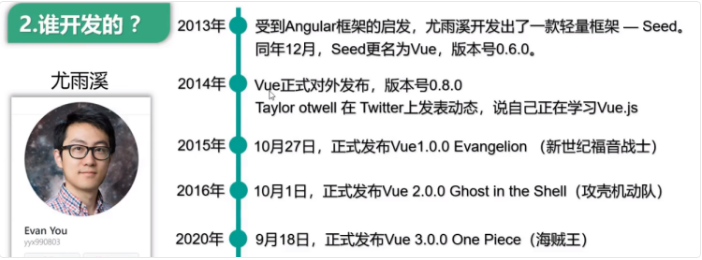 2.谁开发的？
尤雨溪
Evan You
yyx990803
2013年 受到Angular框架的启发，尤雨溪开发出了一款轻量框架 — Seed。
同年12月，Seed更名为Vue，版本号0.6.0。
2014年 Vue正式对外发布，版本号0.8.0
Taylor otwell 在 Twitter上发表动态，说自己正在学习Vue.js
2015年 10月27日，正式发布Vue1.0.0 Evangelion （新世纪福音战士）
2016年 10月1日，正式发布Vue 2.0.0 Ghost in the Shell（攻壳机动队）
2020年 9月18日，正式发布Vue 3.0.0 One Piece（海贼王）